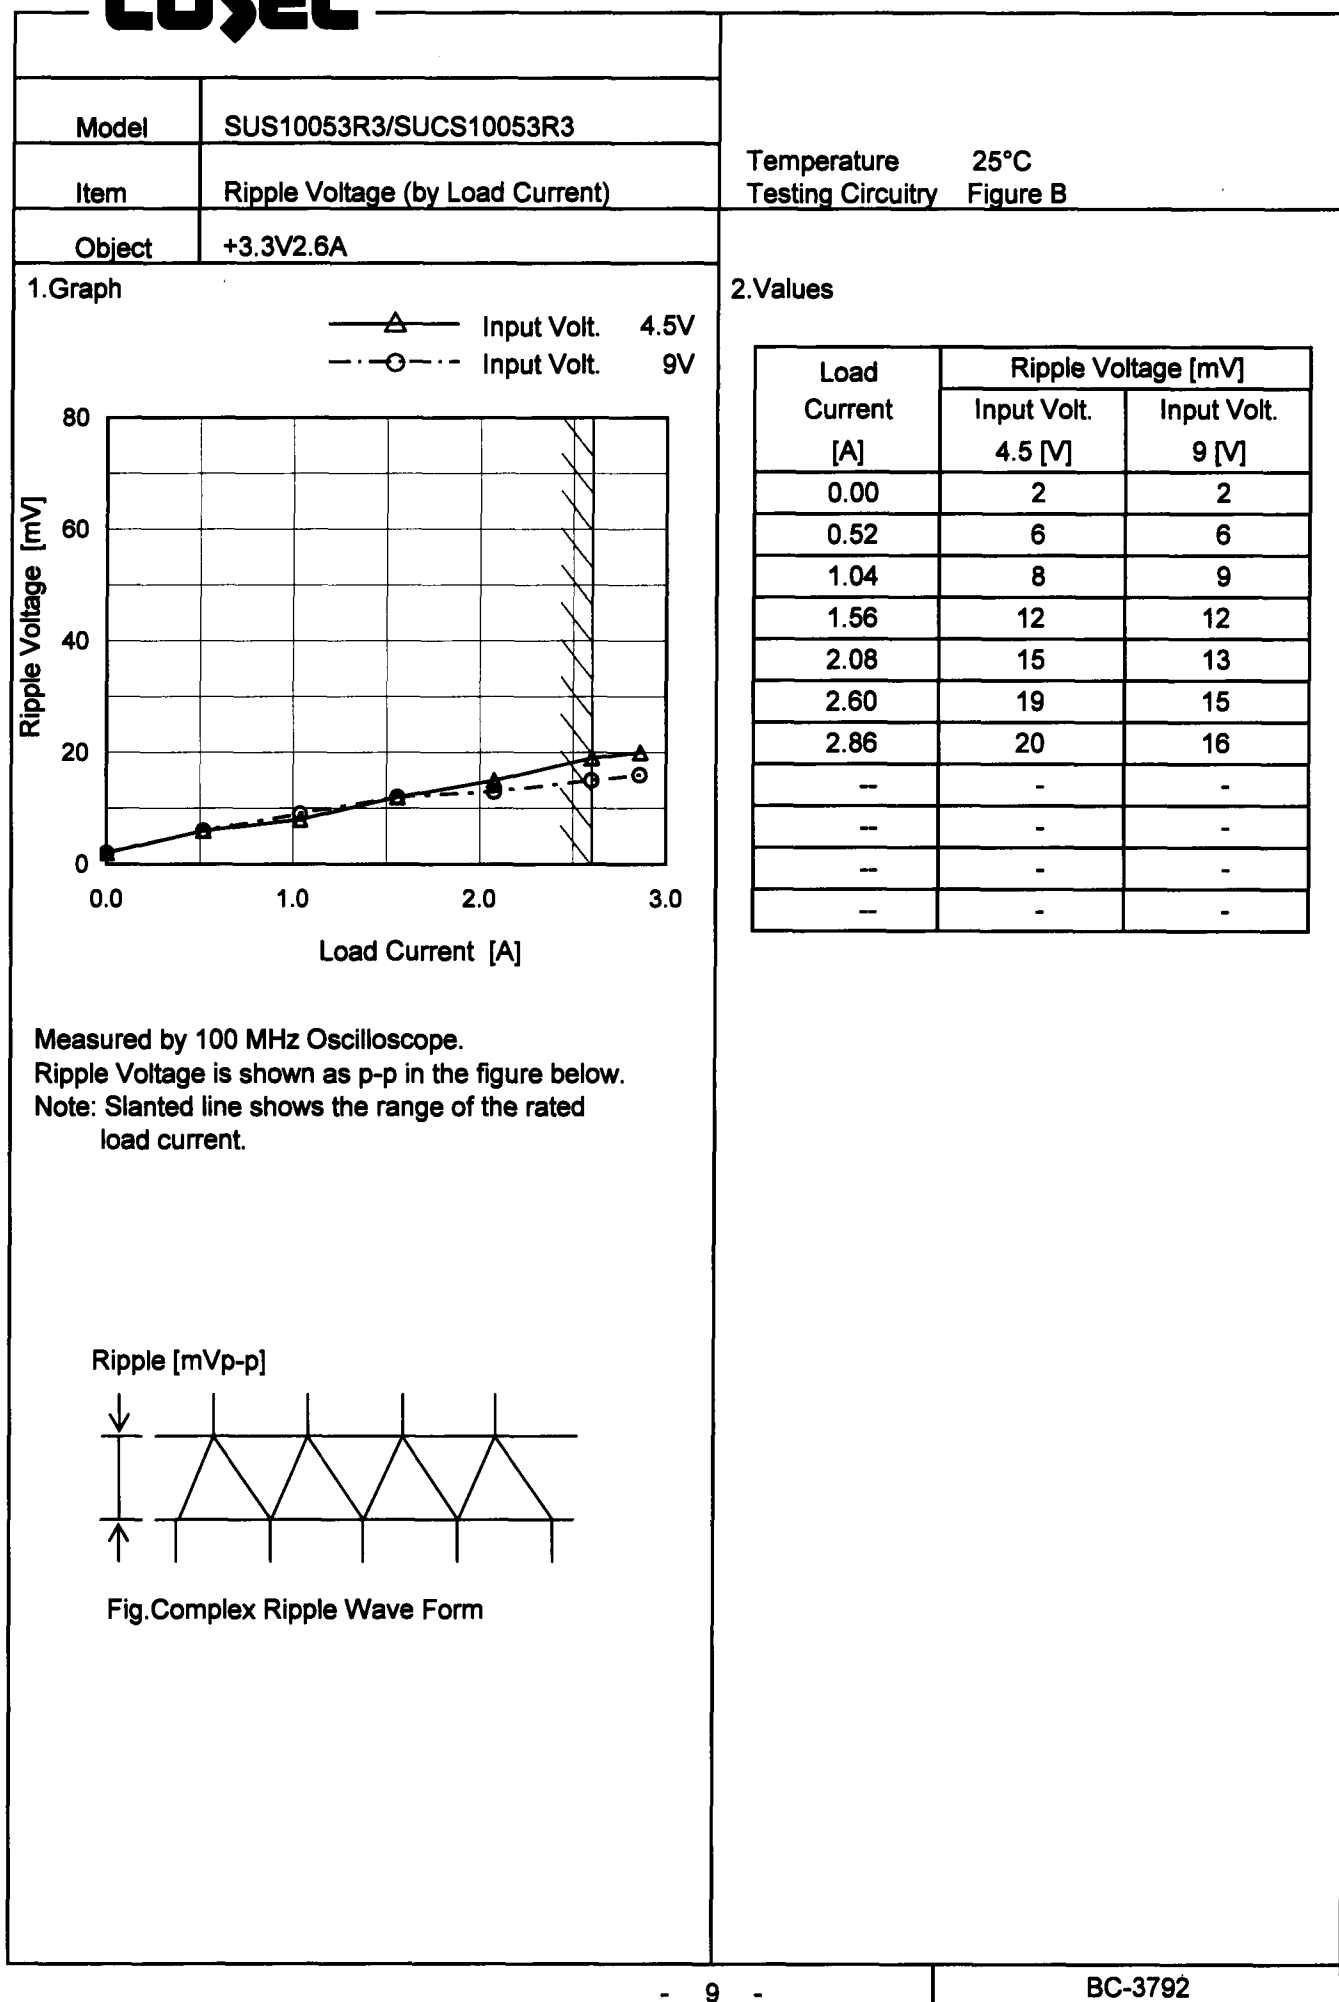 COSEL
Model SUS10053R3/SUCS10053R3
Item Ripple Voltage (by Load Current)
Object +3.3V2.6A
Temperature 25°C
Testing Circuitry Figure B
1.Graph
Input Volt. 4.5V
Input Volt. 9V
Ripple Voltage [mV]
80
60
40
20
0
0.0 1.0 2.0 3.0
Load Current [A]
Measured by 100 MHz Oscilloscope.
Ripple Voltage is shown as p-p in the figure below.
Note: Slanted line shows the range of the rated
load current.
Ripple [mVp-p]
Fig.Complex Ripple Wave Form
2.Values
Load Ripple Voltage [mV]
Current Input Volt. Input Volt.
[A] 4.5 [V] 9 [V]
0.00 2 2
0.52 6 6
1.04 8 9
1.56 12 12
2.08 15 13
2.60 19 15
2.86 20 16
-- - -
-- - -
-- - -
-- - -
- 9 -
BC-3792